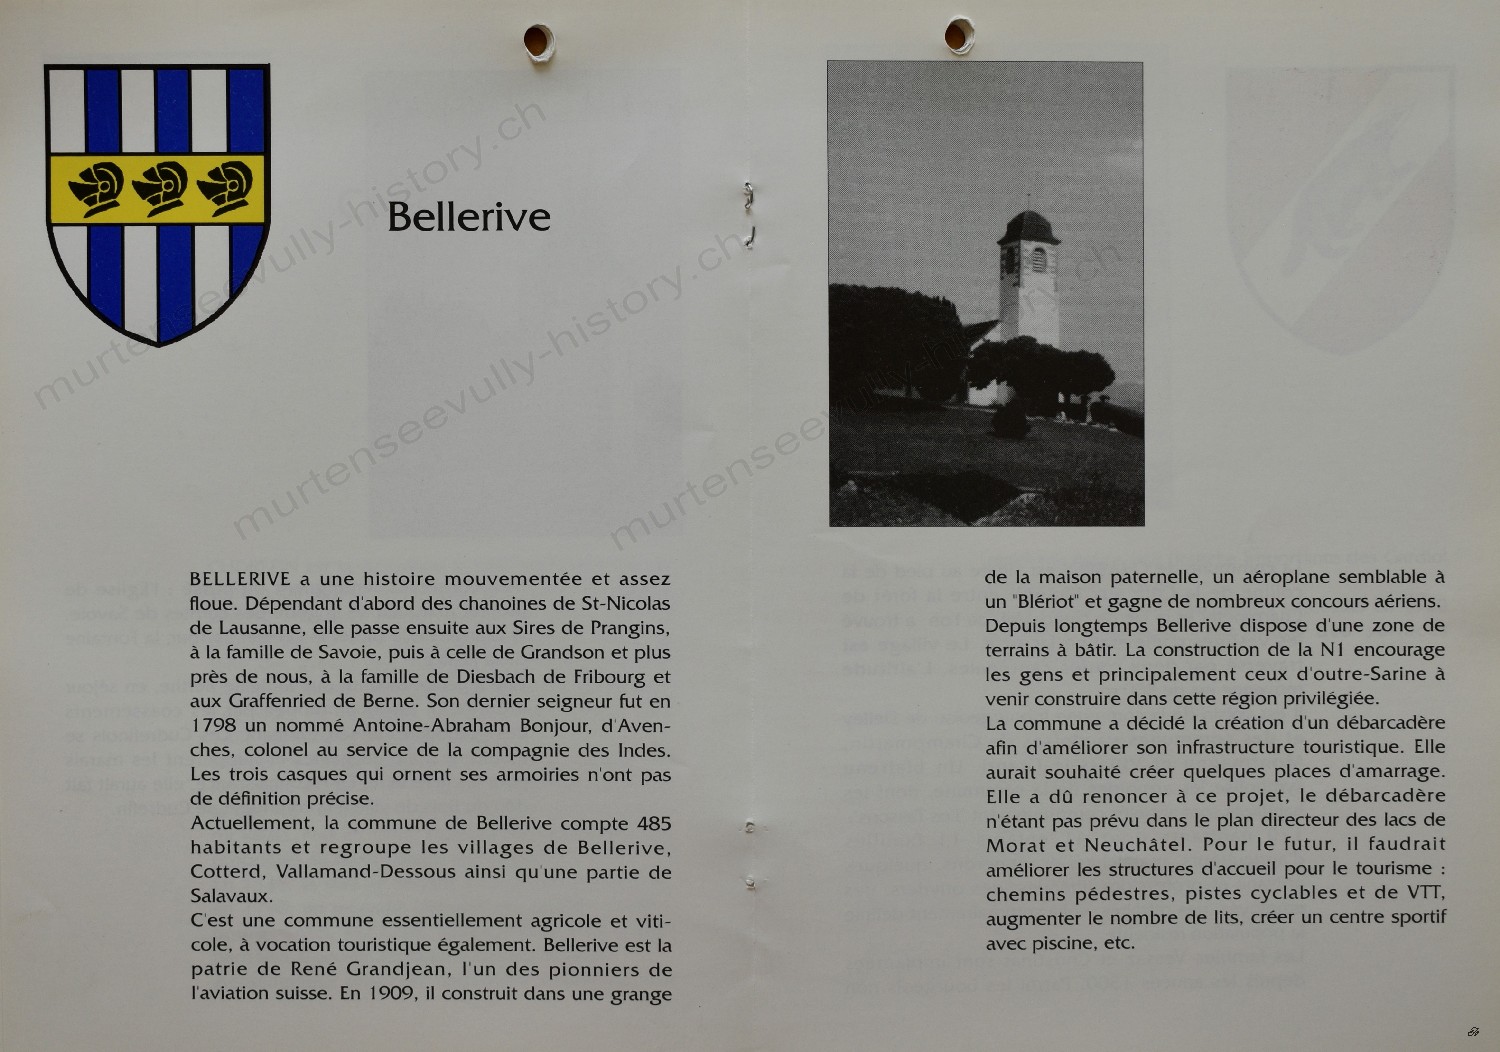 Bellerive
BELLERIVE a une histoire mouvementée et assez
floue. Dépendant d'abord des chanoines de St-Nicolas
de Lausanne, elle passe ensuite aux Sires de Prangins,
à la famille de Savoie, puis à celle de Grandson et plus
près de nous, à la famille de Diesbach de Fribourg et
aux Graffenried de Berne. Son dernier seigneur fut en
1798 un nommé Antoine-Abraham Bonjour, d'Aven-
ches, colonel au service de la compagnie des Indes.
Les trois casques qui ornent ses armoiries n'ont pas
de définition précise.
Actuellement, la commune de Bellerive compte 485
habitants et regroupe les villages de Bellerive,
Cotterd, Vallamand-Dessous ainsi qu'une partie de
Salavaux.
C'est une commune essentiellement agricole et viti-
cole, à vocation touristique également. Bellerive est la
patrie de René Grandjean, l'un des pionniers de
l'aviation suisse. En 1909, il construit dans une grange
de la maison paternelle, un aéroplane semblable à
un "Blériot" et gagne de nombreux concours aériens.
Depuis longtemps Bellerive dispose d'une zone de
terrains à bâtir. La construction de la N1 encourage
les gens et principalement ceux d'outre-Sarine à
venir construire dans cette région privilégiée.
La commune a décidé la création d'un débarcadère
afin d'améliorer son infrastructure touristique. Elle
aurait souhaité créer quelques places d'amarrage.
Elle a dû renoncer à ce projet, le débarcadère
n'étant pas prévu dans le plan directeur des lacs de
Morat et Neuchâtel. Pour le futur, il faudrait
améliorer les structures d'accueil pour le tourisme :
chemins pédestres, pistes cyclables et de VTT,
augmenter le nombre de lits, créer un centre sportif
avec piscine, etc.
murtenseevully-history.ch
murtenseevully-history.ch
murtenseevully-history.ch